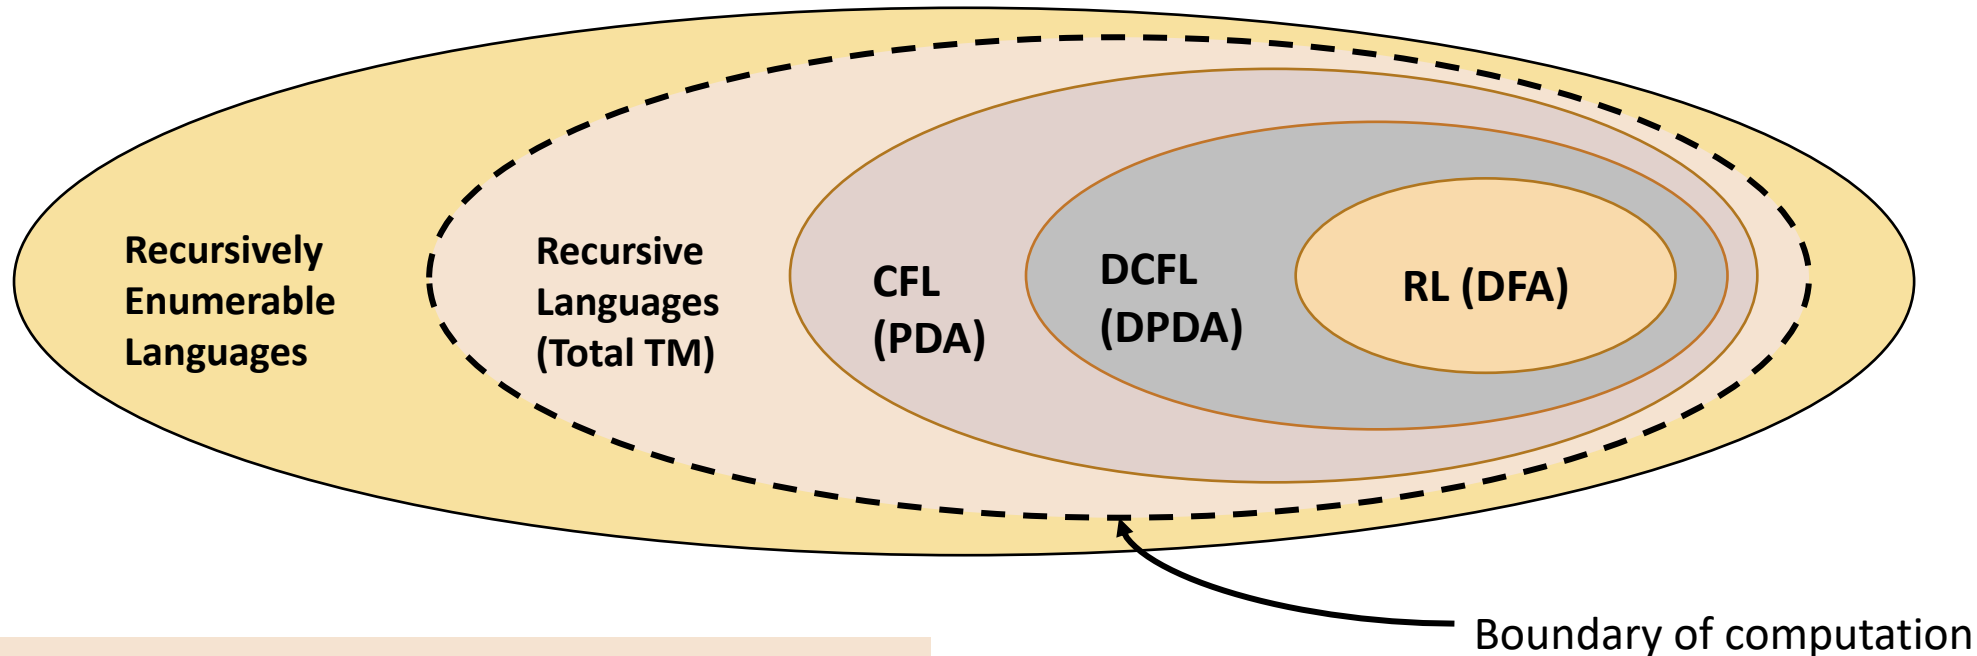 Recursively
Enumerable
Languages
Recursive
Languages
(Total TM)
CFL
(PDA)
DCFL
(DPDA)
RL (DFA)
Boundary of computation